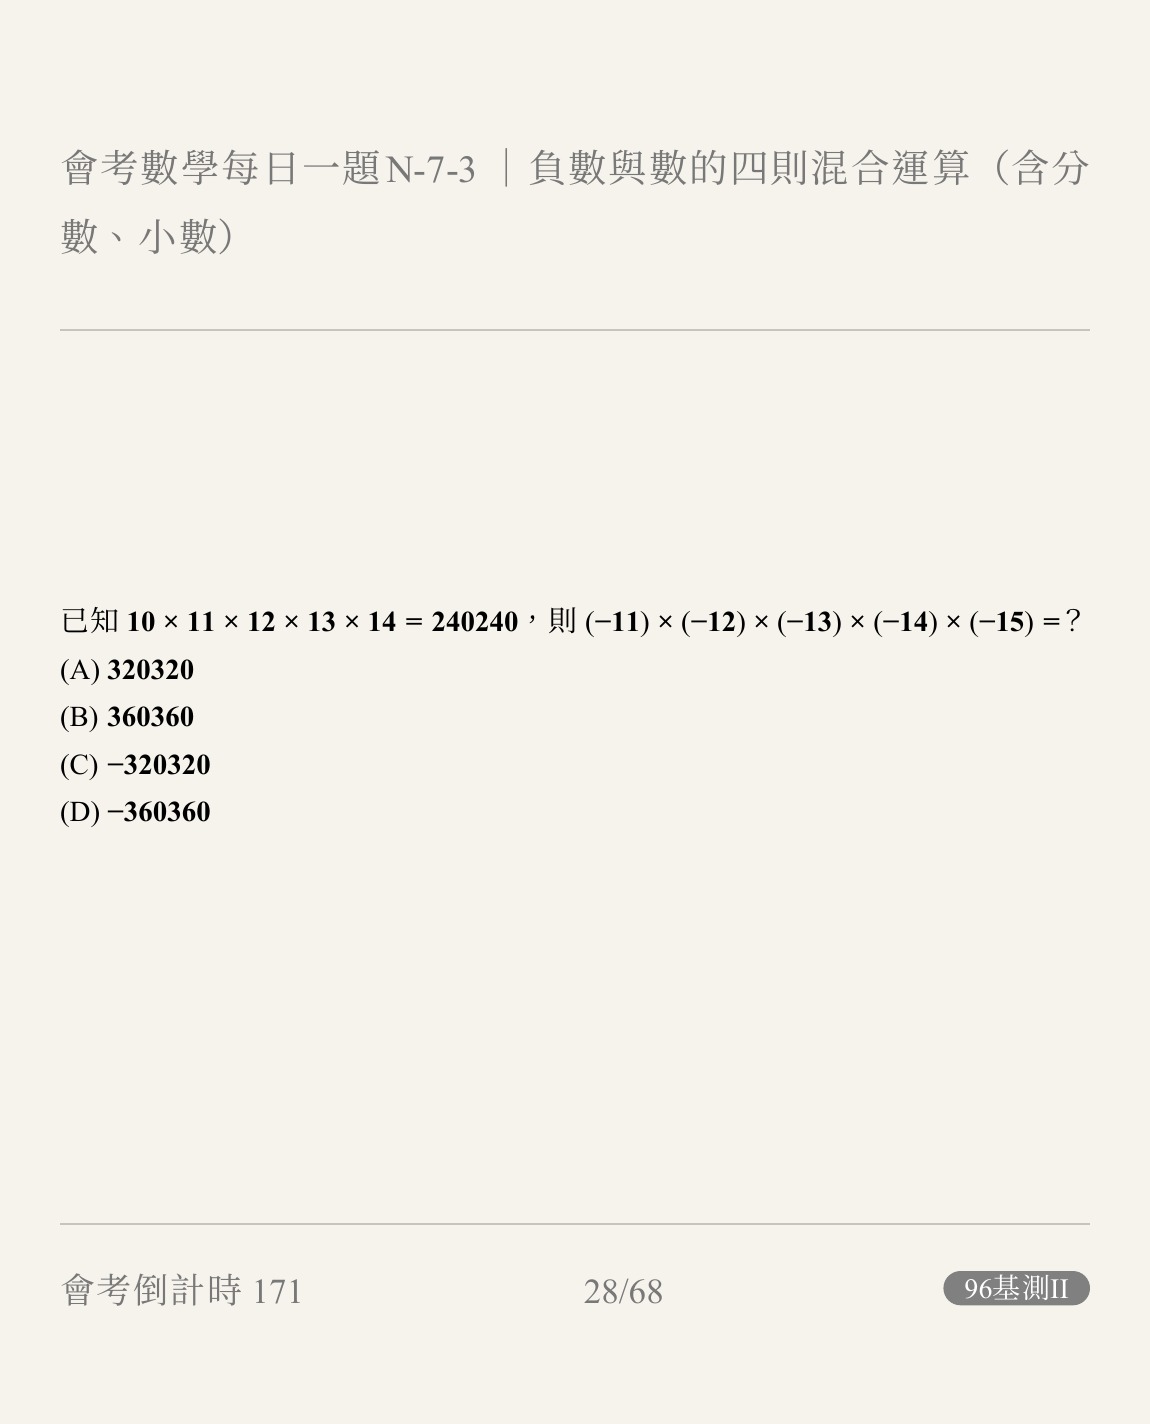 會考數學每日一題N-7-3 ｜負數與數的四則混合運算（含分
數、小數）
已知 10 × 11 × 12 × 13 × 14 = 240240，則 (−11) × (−12) × (−13) × (−14) × (−15) =？
(A) 320320
(B) 360360
(C) −320320
(D) −360360
會考倒計時 171 28/68 96基測II